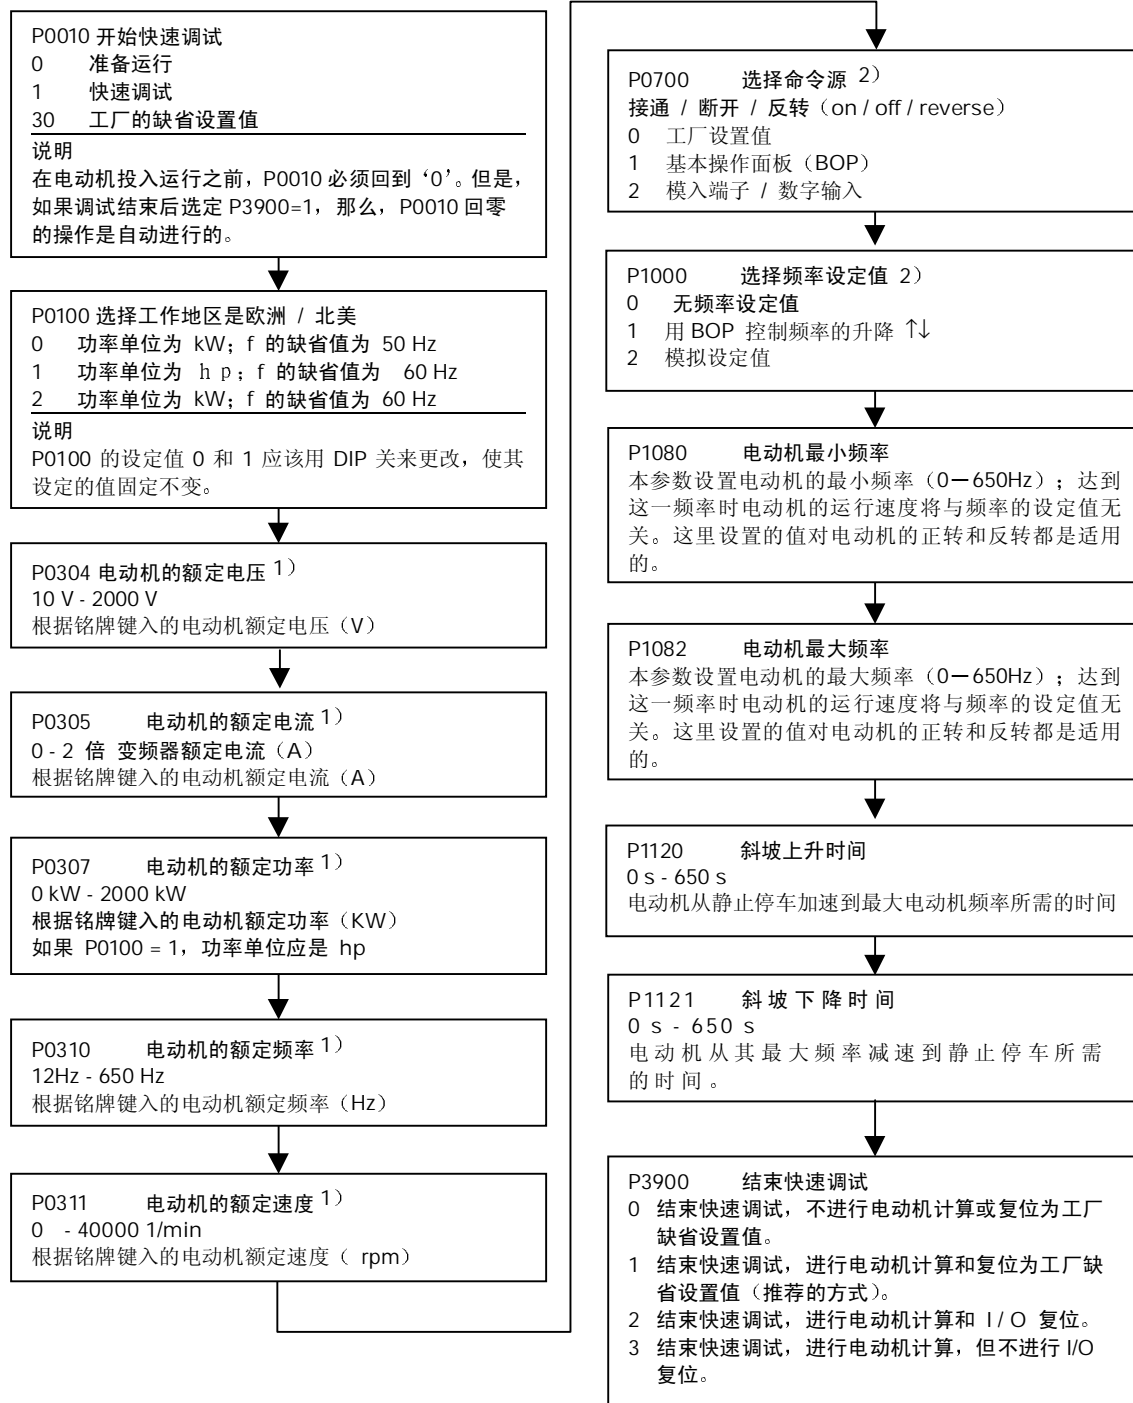 P0010 开始快速调试
0 准备运行
1 快速调试
30 工厂的缺省设置值
说明
在电动机投入运行之前，P0010 必须回到‘0’。但是，
如果调试结束后选定 P3900=1，那么，P0010 回零
的操作是自动进行的。
P0100 选择工作地区是欧洲 / 北美
0 功率单位为 kW；f 的缺省值为 50 Hz
1 功率单位为 hp；f 的缺省值为 60 Hz
2 功率单位为 kW；f 的缺省值为 60 Hz
说明
P0100 的设定值 0 和 1 应该用 DIP 关来更改，使其
设定的值固定不变。
P0304 电动机的额定电压 1）
10 V - 2000 V
根据铭牌键入的电动机额定电压（V）
P0305 电动机的额定电流 1）
0 - 2 倍 变频器额定电流（A）
根据铭牌键入的电动机额定电流（A）
P0307 电动机的额定功率 1）
0 kW - 2000 kW
根据铭牌键入的电动机额定功率（KW）
如果 P0100 = 1，功率单位应是 hp
P0310 电动机的额定频率 1）
12Hz - 650 Hz
根据铭牌键入的电动机额定频率（Hz）
P0311 电动机的额定速度 1）
0 - 40000 1/min
根据铭牌键入的电动机额定速度（ rpm）
P0700 选择命令源 2）
接通 / 断开 / 反转（on / off / reverse）
0 工厂设置值
1 基本操作面板（BOP）
2 模入端子 / 数字输入
P1000 选择频率设定值 2）
0 无频率设定值
1 用 BOP 控制频率的升降 ↑↓
2 模拟设定值
P1080 电动机最小频率
本参数设置电动机的最小频率（0－650Hz）；达到
这一频率时电动机的运行速度将与频率的设定值无
关。这里设置的值对电动机的正转和反转都是适用
的。
P1082 电动机最大频率
本参数设置电动机的最大频率（0－650Hz）；达到
这一频率时电动机的运行速度将与频率的设定值无
关。这里设置的值对电动机的正转和反转都是适用
的。
P1120 斜坡上升时间
0 s - 650 s
电动机从静止停车加速到最大电动机频率所需的时间
P1121 斜坡下降时间
0 s - 650 s
电动机从其最大频率减速到静止停车所需
的时间。
P3900 结束快速调试
0 结束快速调试，不进行电动机计算或复位为工厂
缺省设置值。
1 结束快速调试，进行电动机计算和复位为工厂缺
省设置值（推荐的方式）。
2 结束快速调试，进行电动机计算和 I / O 复位。
3 结束快速调试，进行电动机计算，但不进行 I/O
复位。